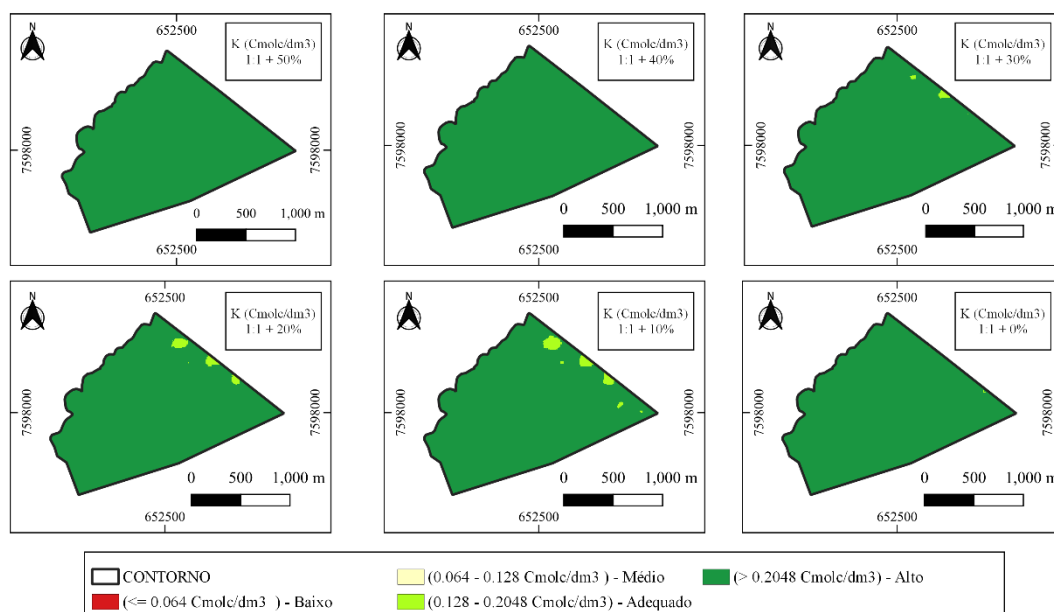 652500
N
K (Cmolc/dm3)
1:1 + 50%
7598000
7598000
0 500 1,000 m
652500
652500
N
K (Cmolc/dm3)
1:1 + 40%
7598000
7598000
0 500 1,000 m
652500
652500
N
K (Cmolc/dm3)
1:1 + 30%
7598000
7598000
0 500 1,000 m
652500
652500
N
K (Cmolc/dm3)
1:1 + 20%
7598000
7598000
0 500 1,000 m
652500
652500
N
K (Cmolc/dm3)
1:1 + 10%
7598000
7598000
0 500 1,000 m
652500
652500
N
K (Cmolc/dm3)
1:1 + 0%
7598000
7598000
0 500 1,000 m
652500
CONTORNO
(<= 0.064 Cmolc/dm3 ) - Baixo
(0.064 - 0.128 Cmolc/dm3 ) - Médio
(0.128 - 0.2048 Cmolc/dm3) - Adequado
(> 0.2048 Cmolc/dm3) - Alto